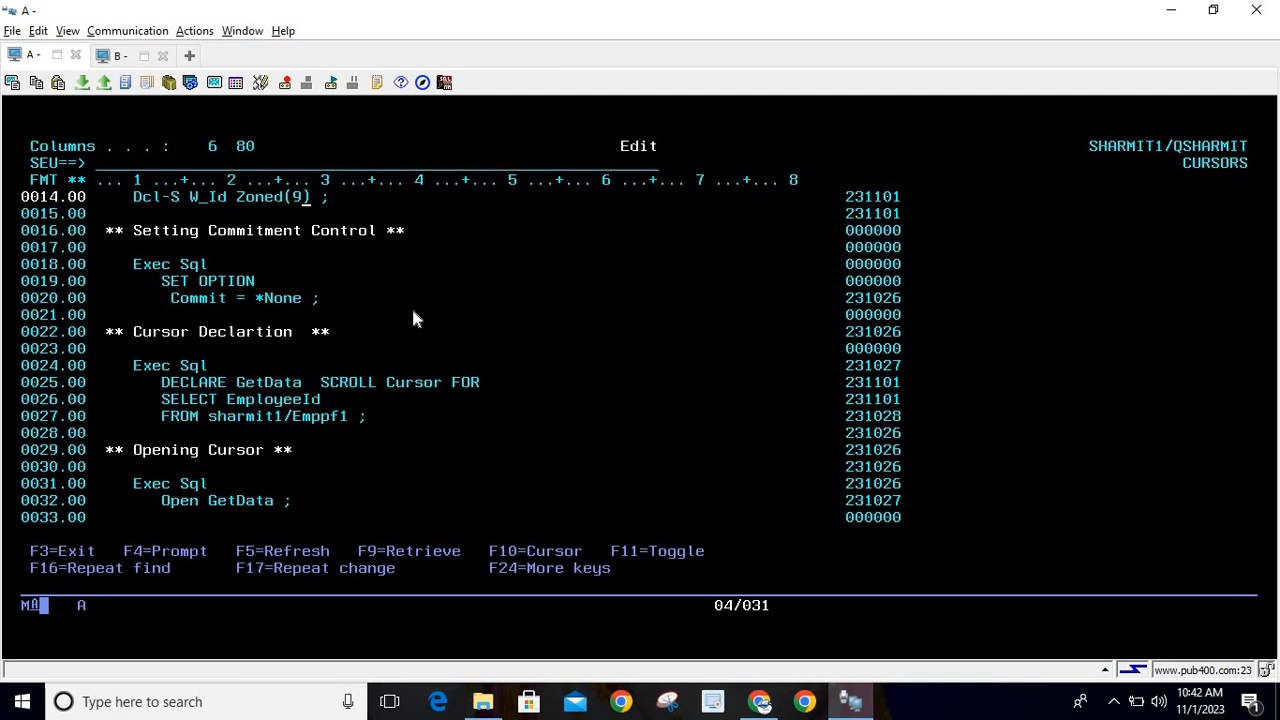 A -
File Edit View Communication Actions Window Help
A - B -
Columns . . . : 6 80 Edit SHARMIT1/QSHARMIT
SEU==> CURSORS
FMT ** ... 1 ...+... 2 ...+... 3 ...+... 4 ...+... 5 ...+... 6 ...+... 7 ...+... 8
0014.00 Dcl-S W_Id Zoned(9) ; 231101
0015.00 231101
0016.00 ** Setting Commitment Control ** 000000
0017.00 000000
0018.00 Exec Sql 000000
0019.00 SET OPTION 000000
0020.00 Commit = *None ; 231026
0021.00 000000
0022.00 ** Cursor Declartion ** 231026
0023.00 000000
0024.00 Exec Sql 231027
0025.00 DECLARE GetData SCROLL Cursor FOR 231101
0026.00 SELECT EmployeeId 231101
0027.00 FROM sharmit1/Emppf1 ; 231028
0028.00 231026
0029.00 ** Opening Cursor ** 231026
0030.00 231026
0031.00 Exec Sql 231026
0032.00 Open GetData ; 231027
0033.00 000000
F3=Exit F4=Prompt F5=Refresh F9=Retrieve F10=Cursor F11=Toggle
F16=Repeat find F17=Repeat change F24=More keys
MA A 04/031
www.pub400.com:23
Type here to search
10:42 AM
11/1/2023